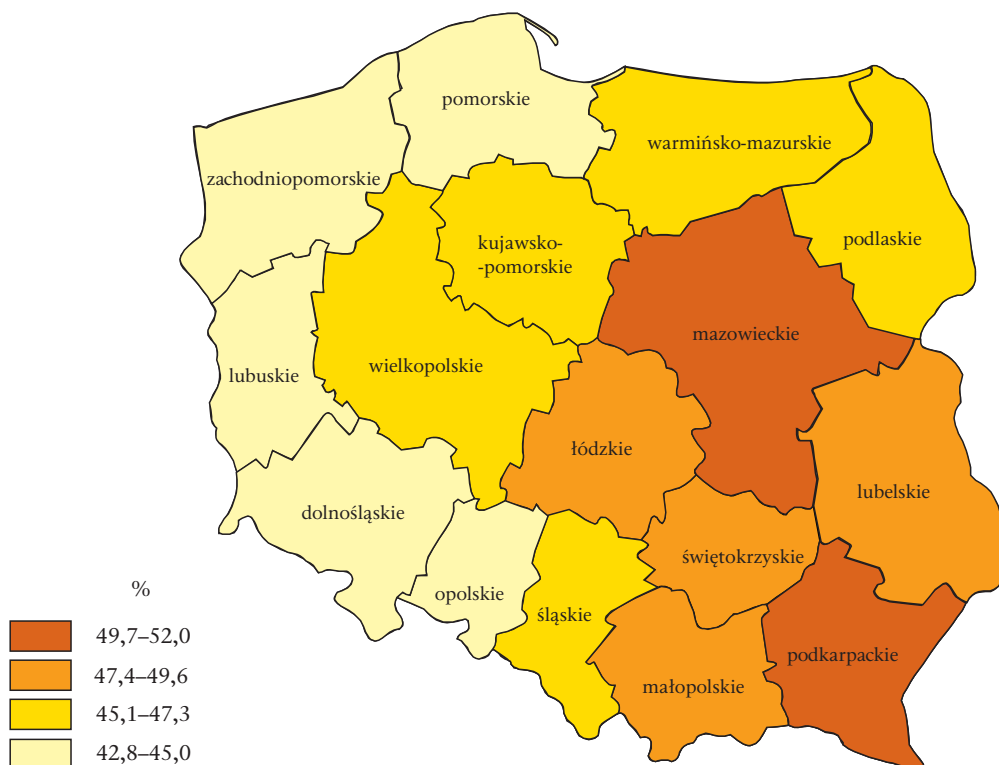 pomorskie
warmińsko-mazurskie
zachodniopomorskie
podlaskie
kujawsko-
-pomorskie
mazowieckie
wielkopolskie
lubuskie
łódzkie
lubelskie
dolnośląskie
świętokrzyskie
opolskie
śląskie
podkarpackie
małopolskie
%
49,7–52,0
47,4–49,6
45,1–47,3
42,8–45,0